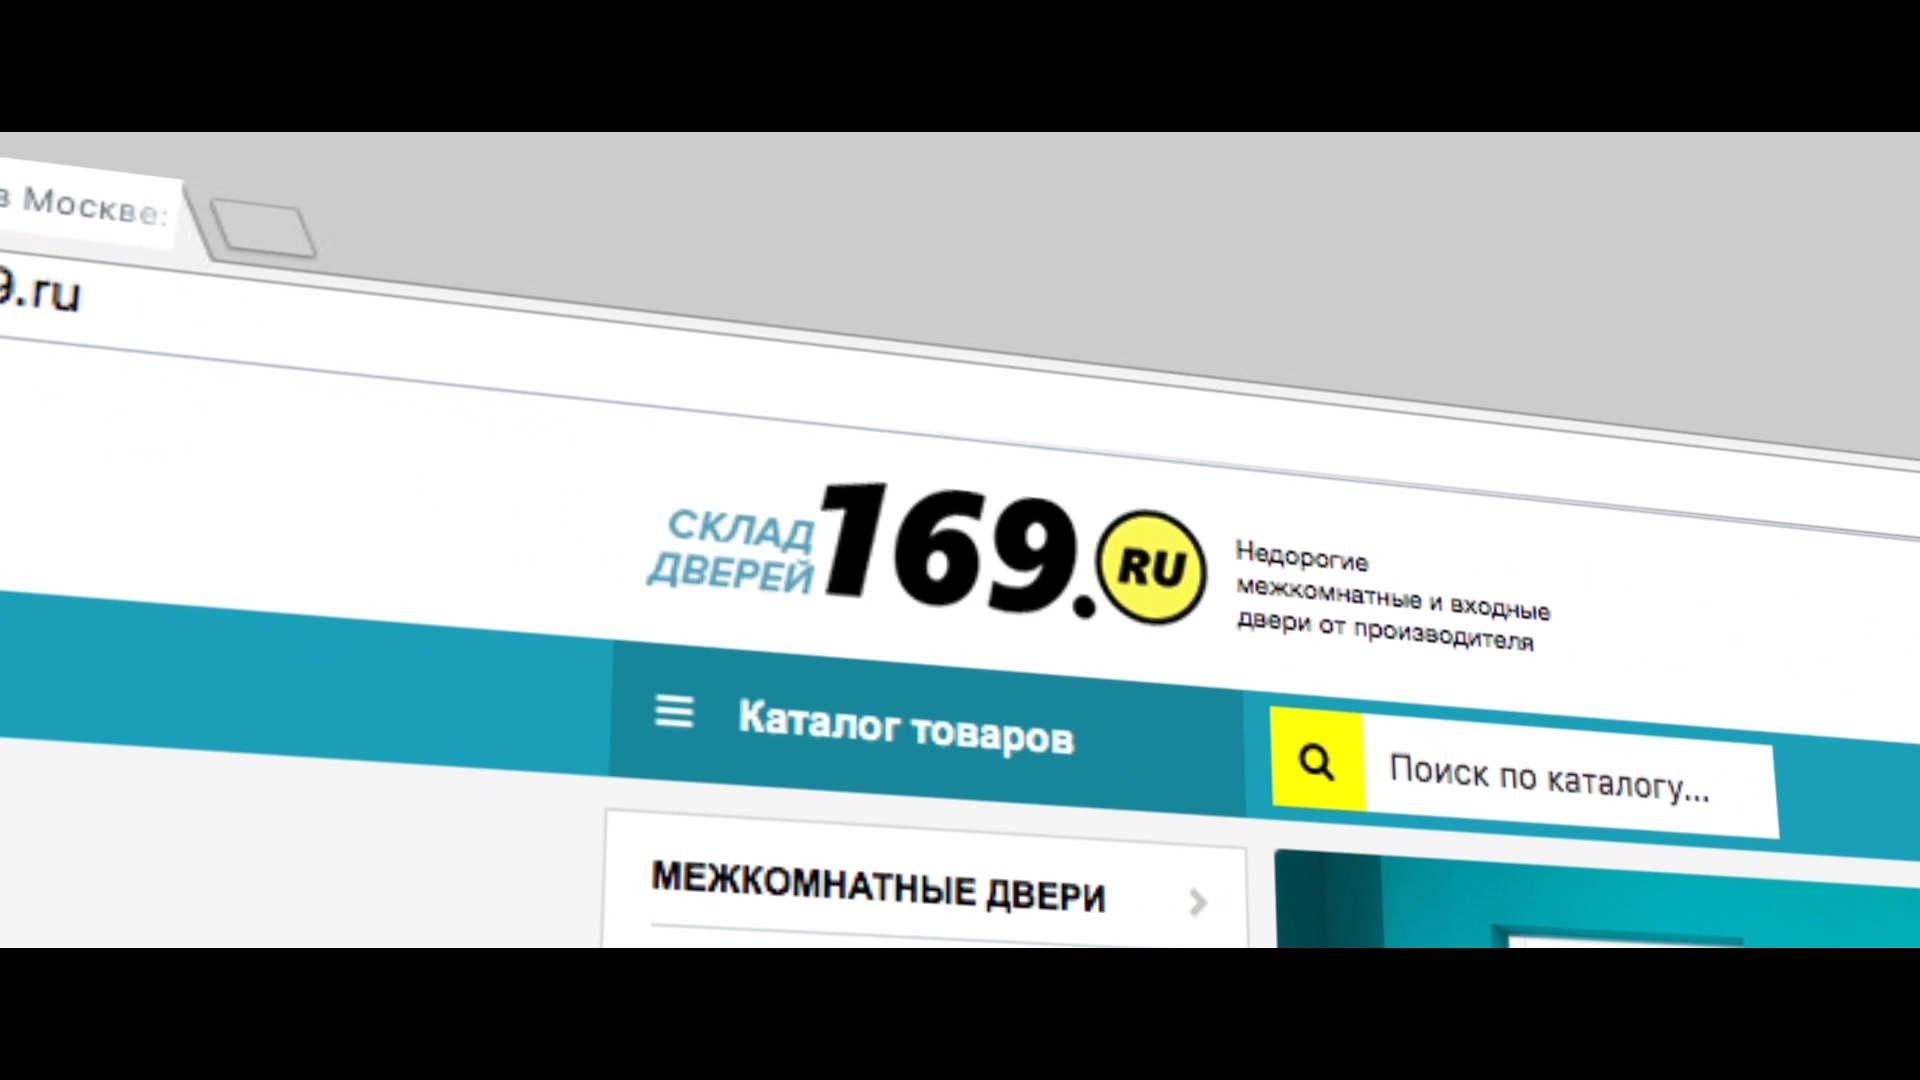 в Москве:
9.ru
СКЛАД
ДВЕРЕЙ
169.RU
Недорогие
межкомнатные и входные
двери от производителя
Каталог товаров
Поиск по каталогу...
МЕЖКОМНАТНЫЕ ДВЕРИ